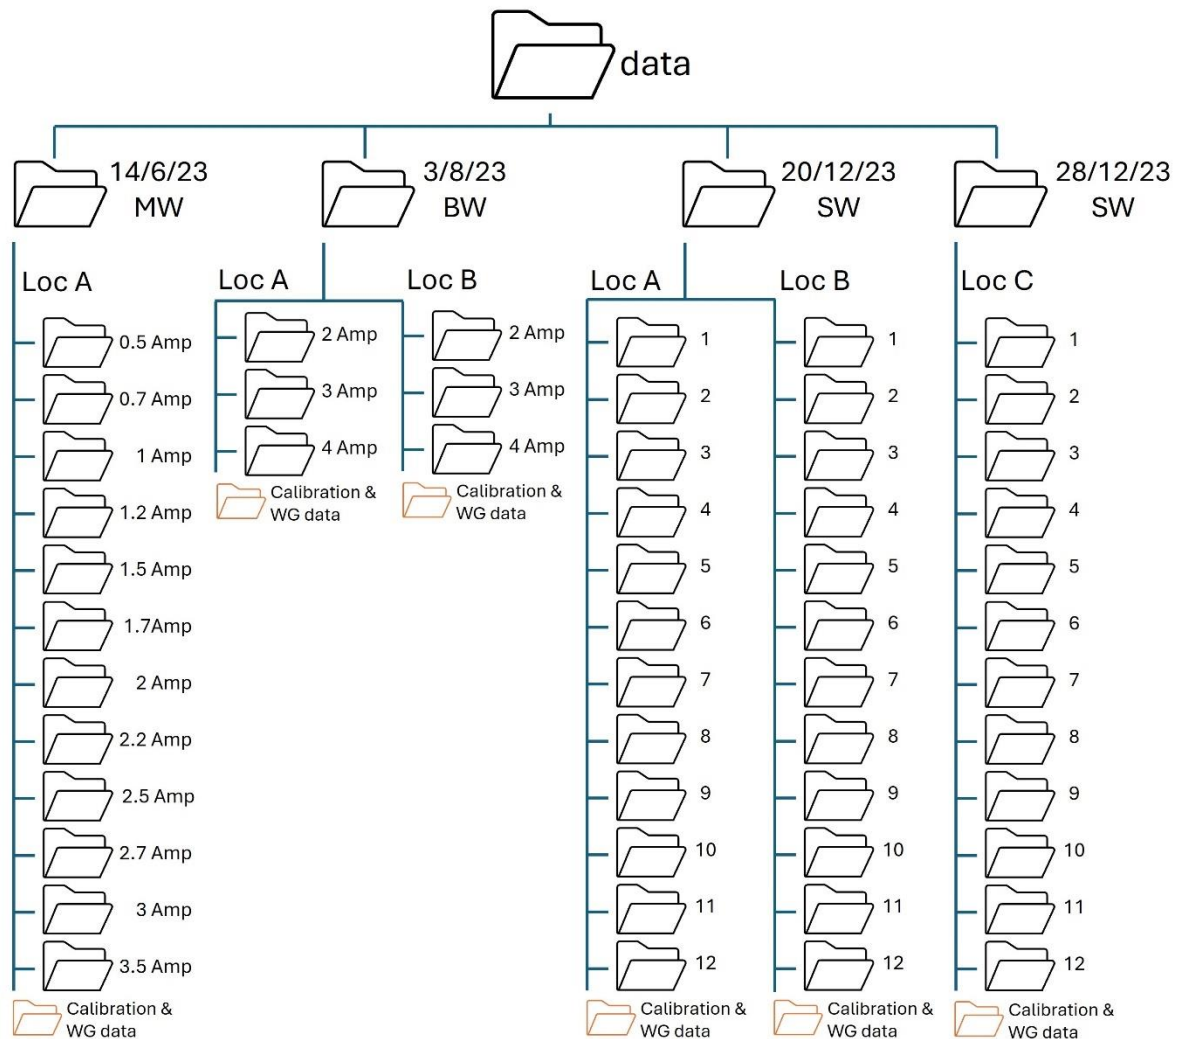 data
14/6/23
MW
3/8/23
BW
20/12/23
SW
28/12/23
SW
Loc A
0.5 Amp
0.7 Amp
1 Amp
1.2 Amp
1.5 Amp
1.7Amp
2 Amp
2.2 Amp
2.5 Amp
2.7 Amp
3 Amp
3.5 Amp
Calibration &
WG data
Loc A
2 Amp
3 Amp
4 Amp
Calibration &
WG data
Loc B
2 Amp
3 Amp
4 Amp
Calibration &
WG data
Loc A
1
2
3
4
5
6
7
8
9
10
11
12
Calibration &
WG data
Loc B
1
2
3
4
5
6
7
8
9
10
11
12
Calibration &
WG data
Loc C
1
2
3
4
5
6
7
8
9
10
11
12
Calibration &
WG data